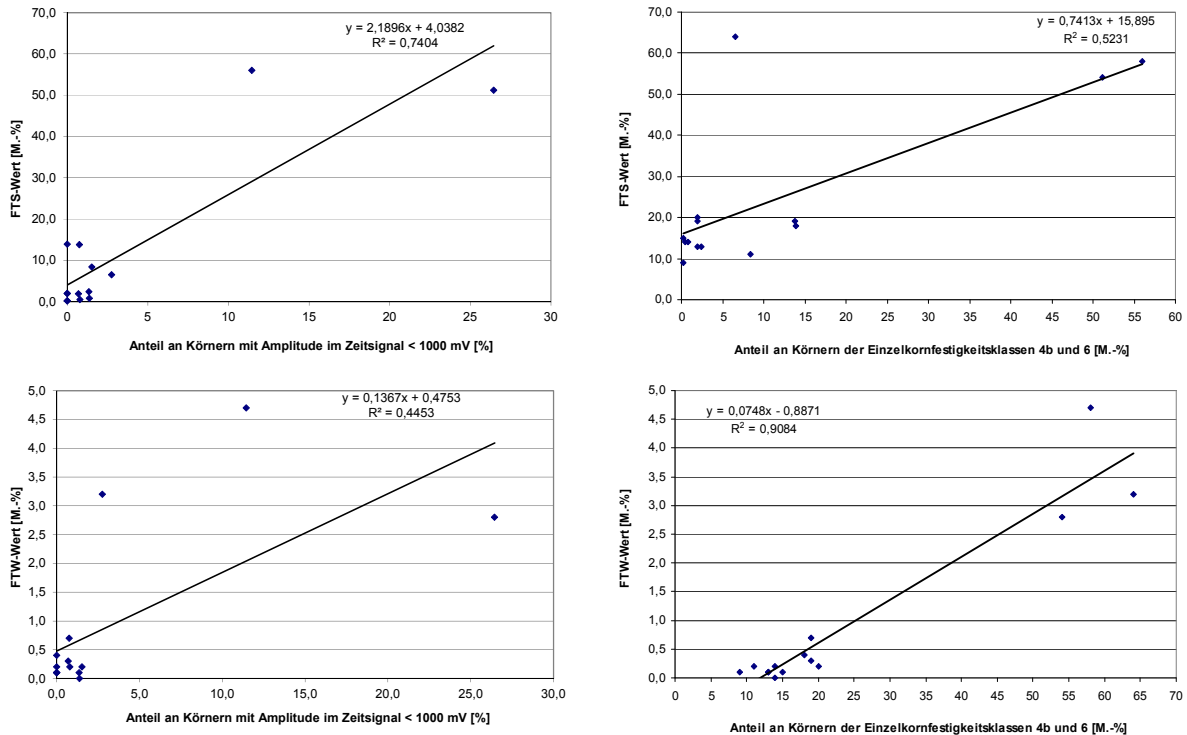 70,0
60,0
50,0
40,0
30,0
20,0
10,0
0,0
FTS-Wert [M.-%]
y = 2,1896x + 4,0382
R² = 0,7404
0 5 10 15 20 25 30
Anteil an Körnern mit Amplitude im Zeitsignal < 1000 mV [%]
70,0
60,0
50,0
40,0
30,0
20,0
10,0
0,0
FTS-Wert [M.-%]
y = 0,7413x + 15,895
R² = 0,5231
0 5 10 15 20 25 30 35 40 45 50 55 60
Anteil an Körnern der Einzelkornfestigkeitsklassen 4b und 6 [M.-%]
5,0
4,5
4,0
3,5
3,0
2,5
2,0
1,5
1,0
0,5
0,0
FTW-Wert [M.-%]
y = 0,1367x + 0,4753
R² = 0,4453
0,0 5,0 10,0 15,0 20,0 25,0 30,0
Anteil an Körnern mit Amplitude im Zeitsignal < 1000 mV [%]
5,0
4,5
4,0
3,5
3,0
2,5
2,0
1,5
1,0
0,5
0,0
FTW-Wert [M.-%]
y = 0,0748x - 0,8871
R² = 0,9084
0 5 10 15 20 25 30 35 40 45 50 55 60 65 70
Anteil an Körnern der Einzelkornfestigkeitsklassen 4b und 6 [M.-%]